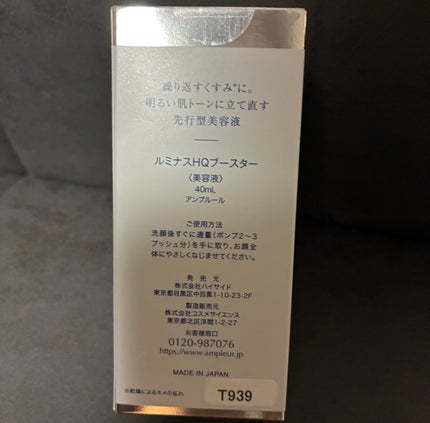 繰り返すくすみ*に。
明るい肌トーンに立て直す
先行型美容液
ルミナスHQブースター
〈美容液〉
40mL
アンプルール
ご使用方法
洗顔後すぐに適量（ポンプ2～3
プッシュ分）を手に取り、お顔全
体にやさしくなじませてください。
発 売 元
株式会社ハイサイド
東京都目黒区中目黒1-10-23-2F
製造販売元
株式会社コスメサイエンス
東京都北区浮間1-2-27
お客様窓口
0120-987076
https://www.ampleur.jp
MADE IN JAPAN
※乾燥によるキメの乱れ
T939